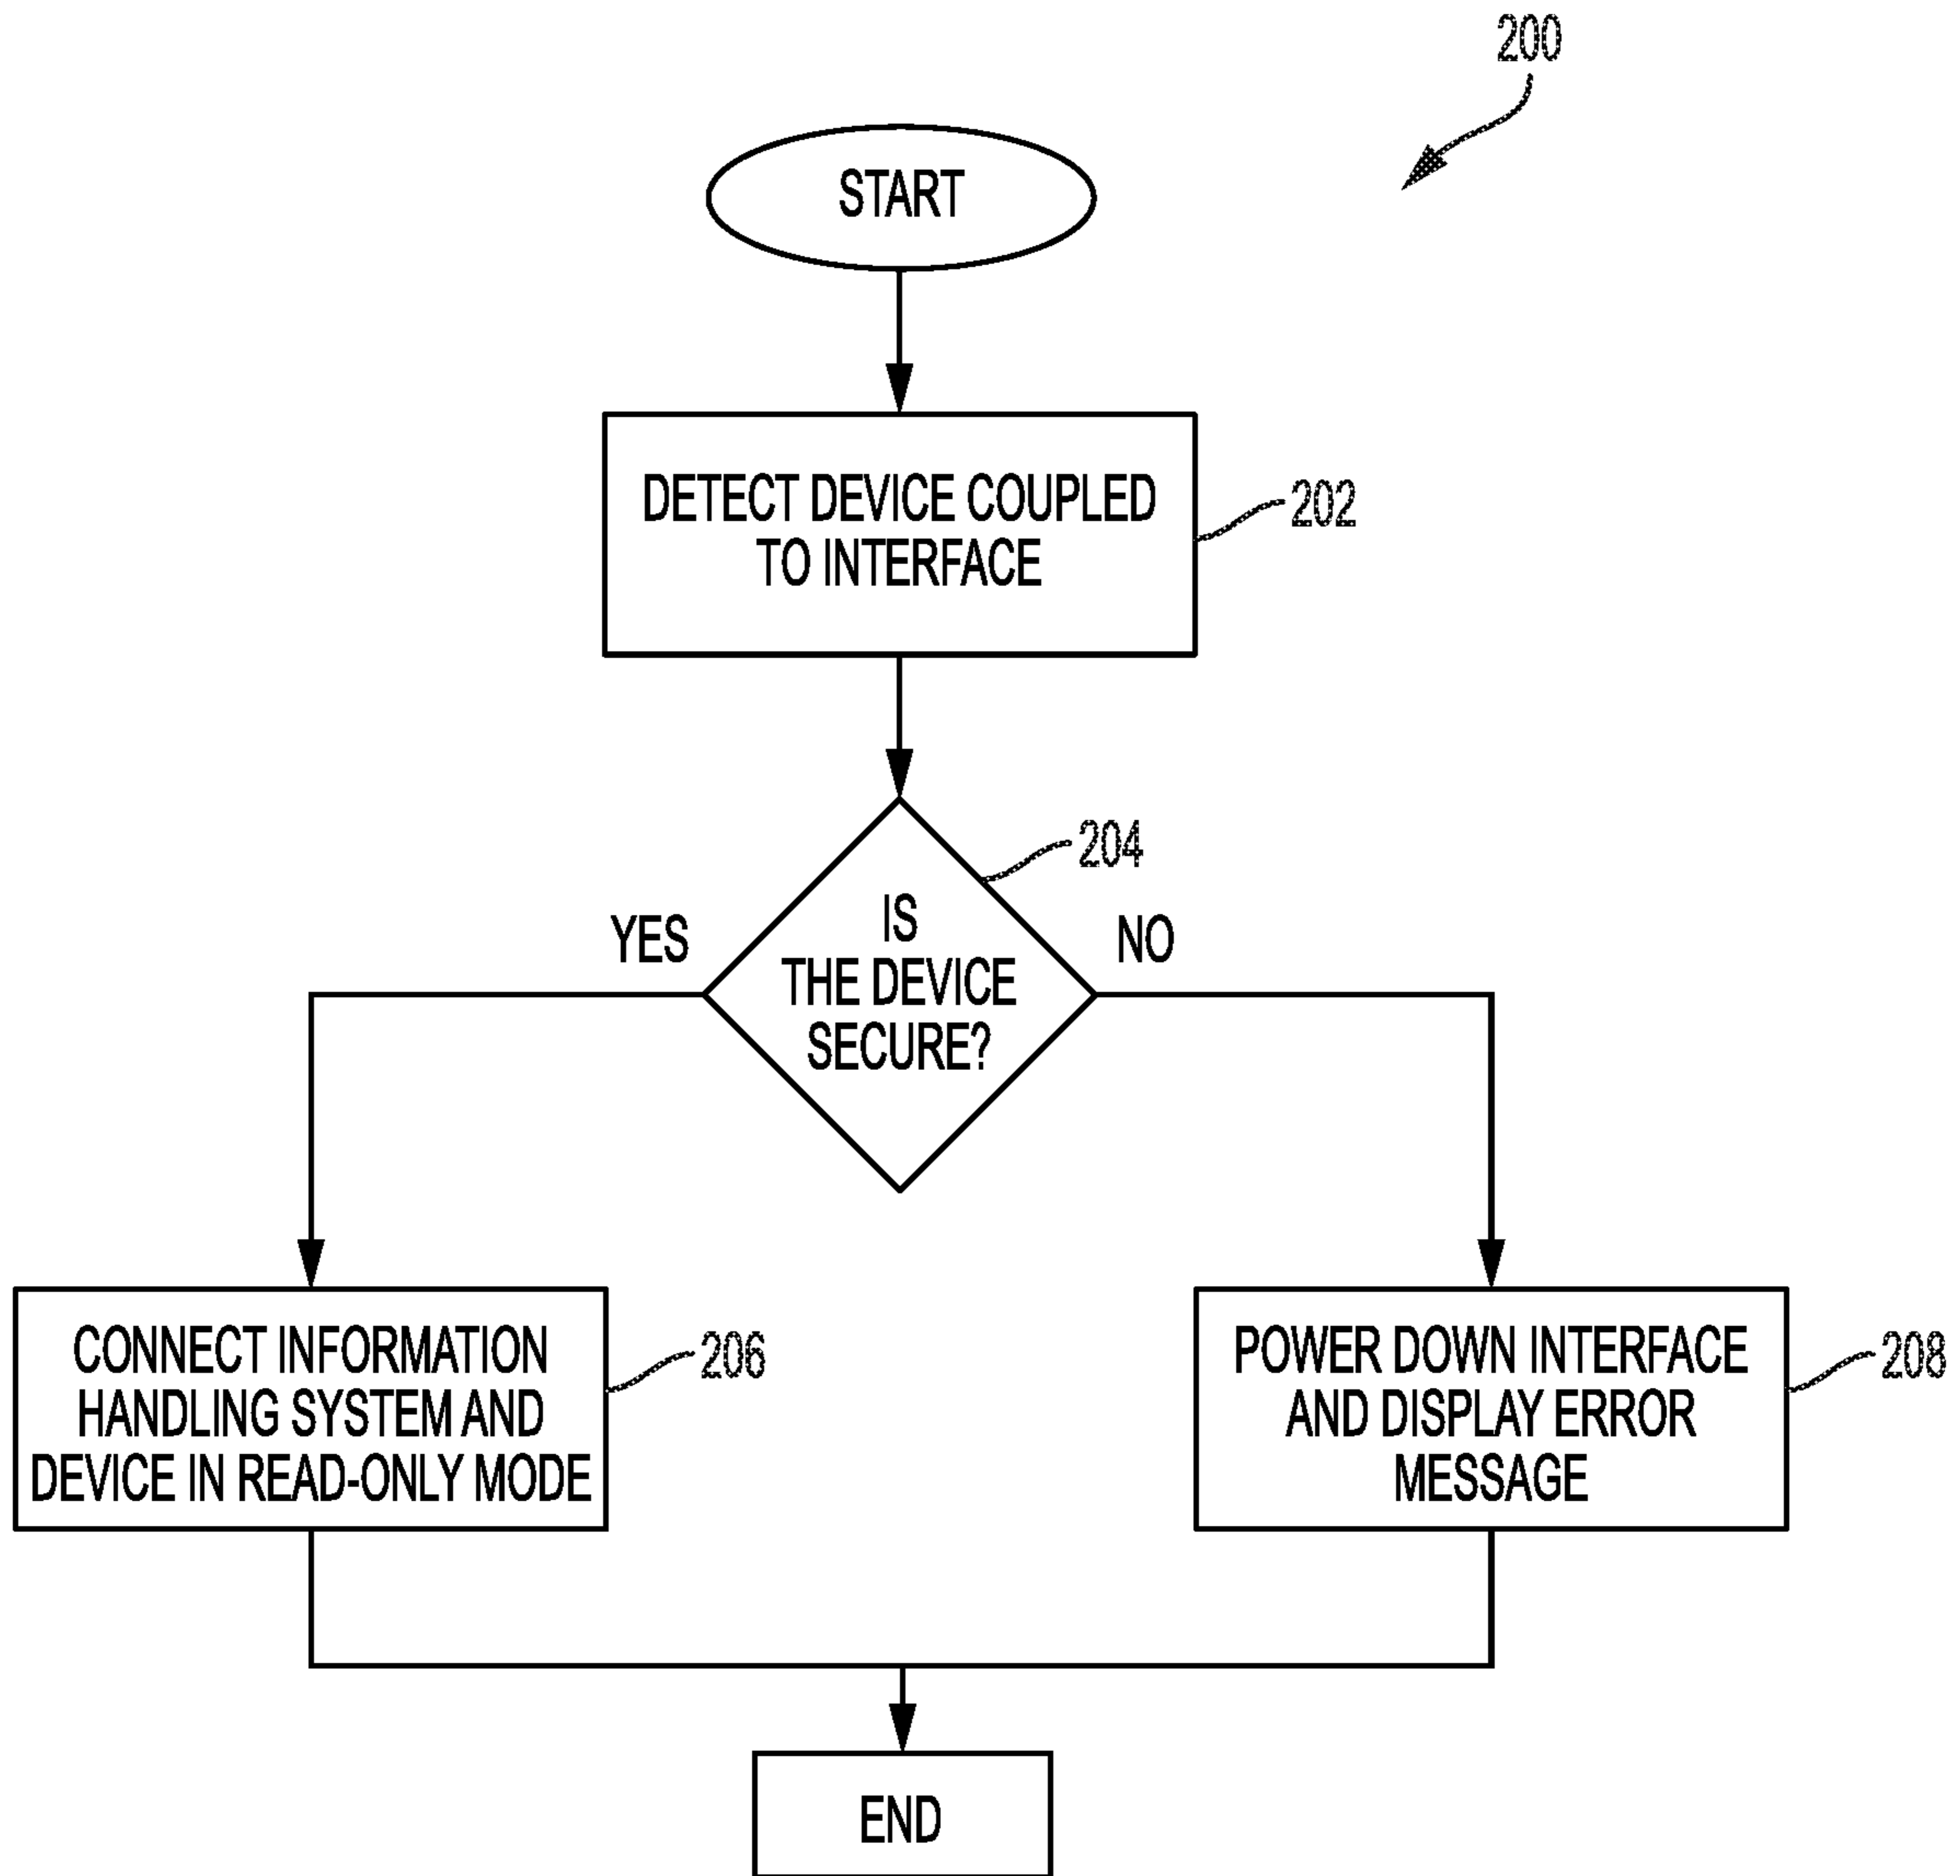 200
START
DETECT DEVICE COUPLED
TO INTERFACE
202
204
IS
THE DEVICE
SECURE?
YES
NO
CONNECT INFORMATION
HANDLING SYSTEM AND
DEVICE IN READ-ONLY MODE
206
POWER DOWN INTERFACE
AND DISPLAY ERROR
MESSAGE
208
END